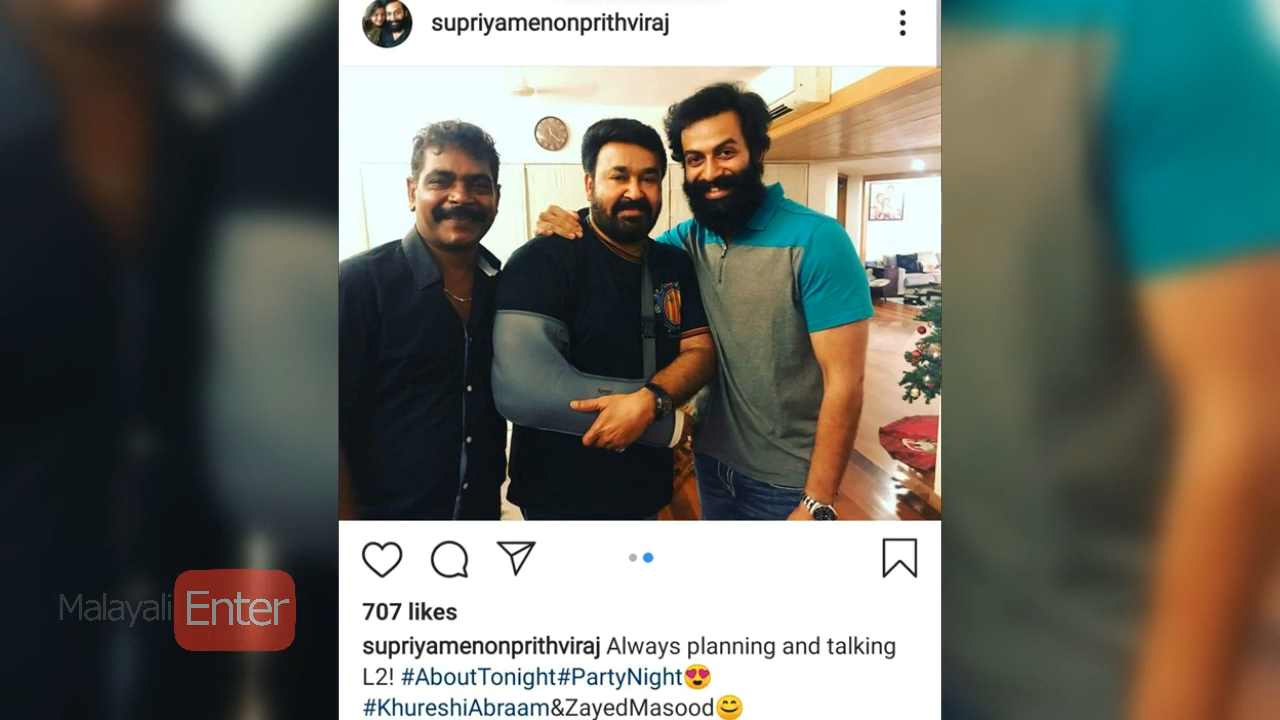 supriyamenonprithviraj
707 likes
supriyamenonprithviraj Always planning and talking
L2! #AboutTonight#PartyNight😍
#KhureshiAbraam&ZayedMasood😊
Malayali Enter